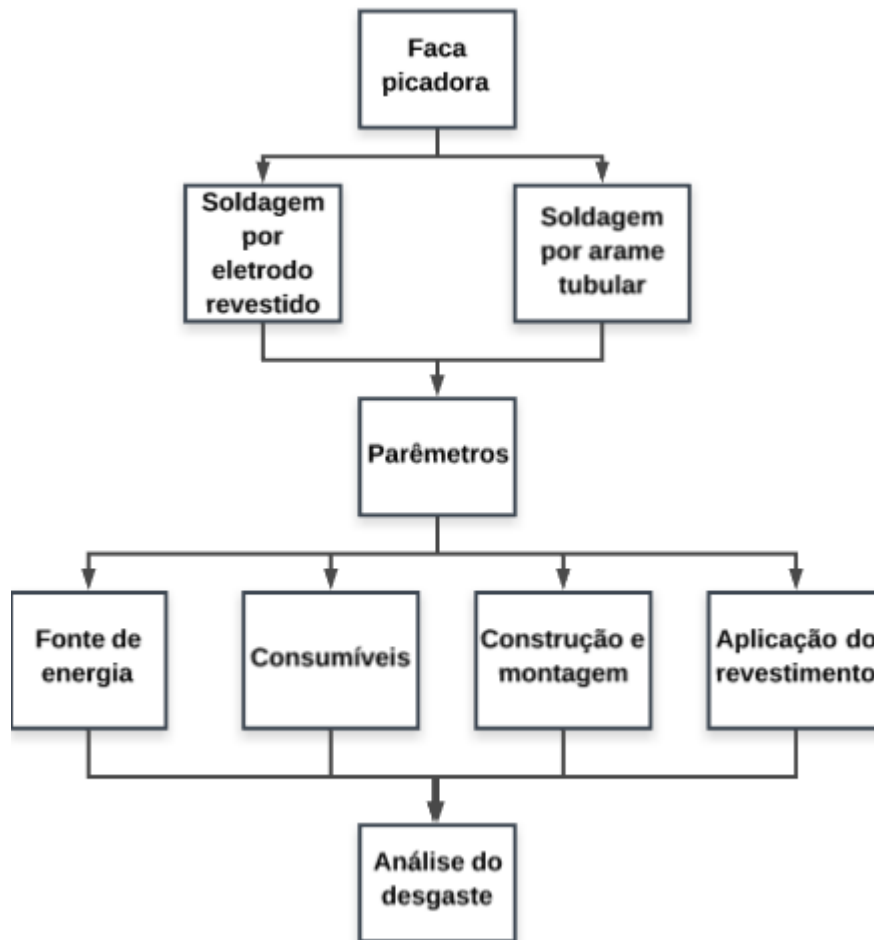 Faca
picadora
Soldagem
por
eletrodo
revestido
Soldagem
por arame
tubular
Parêmetros
Fonte de
energia
Consumíveis
Construção e
montagem
Aplicação do
revestimento
Análise do
desgaste